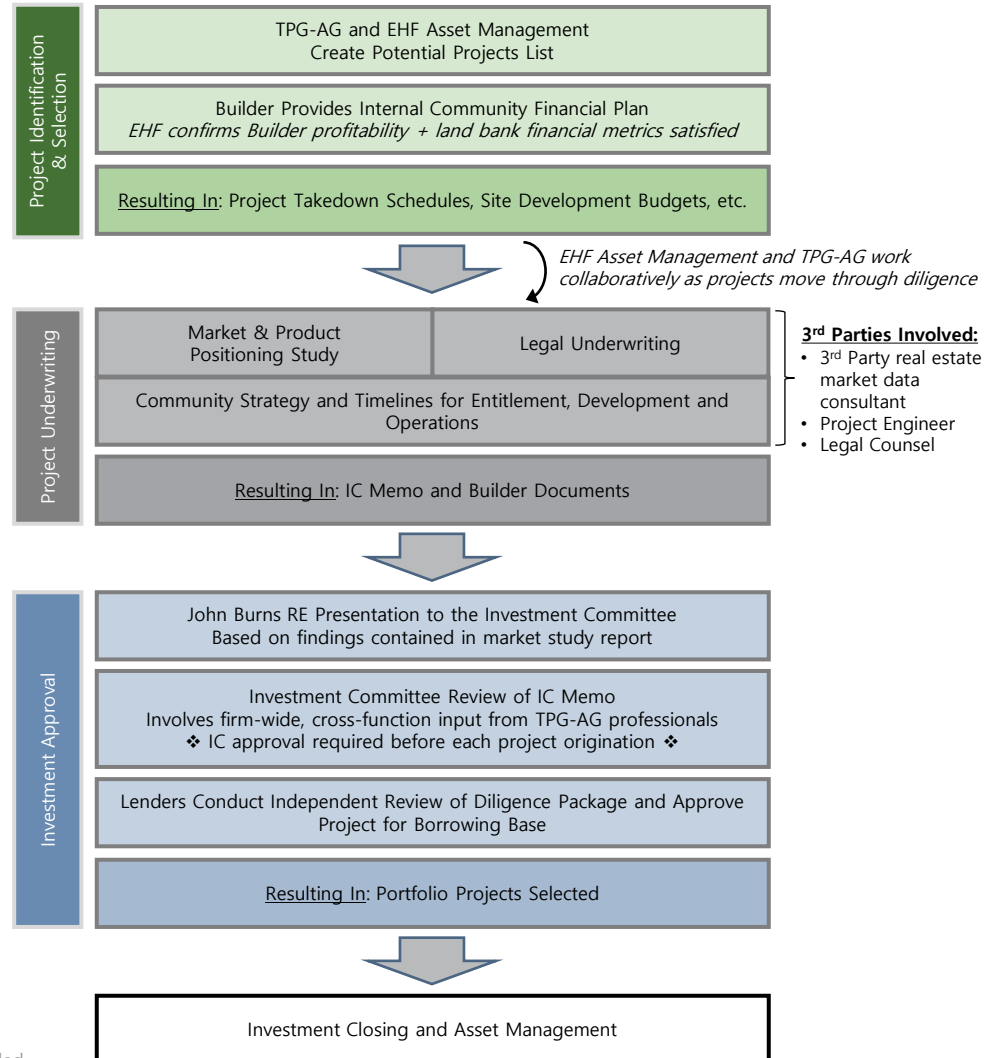 Project Identification
& Selection
TPG-AG and EHF Asset Management
Create Potential Projects List
Builder Provides Internal Community Financial Plan
EHF confirms Builder profitability + land bank financial metrics satisfied
Resulting In: Project Takedown Schedules, Site Development Budgets, etc.
EHF Asset Management and TPG-AG work
collaboratively as projects move through diligence
Project Underwriting
Market & Product
Positioning Study
Legal Underwriting
Community Strategy and Timelines for Entitlement, Development and
Operations
Resulting In: IC Memo and Builder Documents
3rd Parties Involved:
• 3rd Party real estate
market data
consultant
• Project Engineer
• Legal Counsel
Investment Approval
John Burns RE Presentation to the Investment Committee
Based on findings contained in market study report
Investment Committee Review of IC Memo
Involves firm-wide, cross-function input from TPG-AG professionals
❖ IC approval required before each project origination ❖
Lenders Conduct Independent Review of Diligence Package and Approve
Project for Borrowing Base
Resulting In: Portfolio Projects Selected
Investment Closing and Asset Management